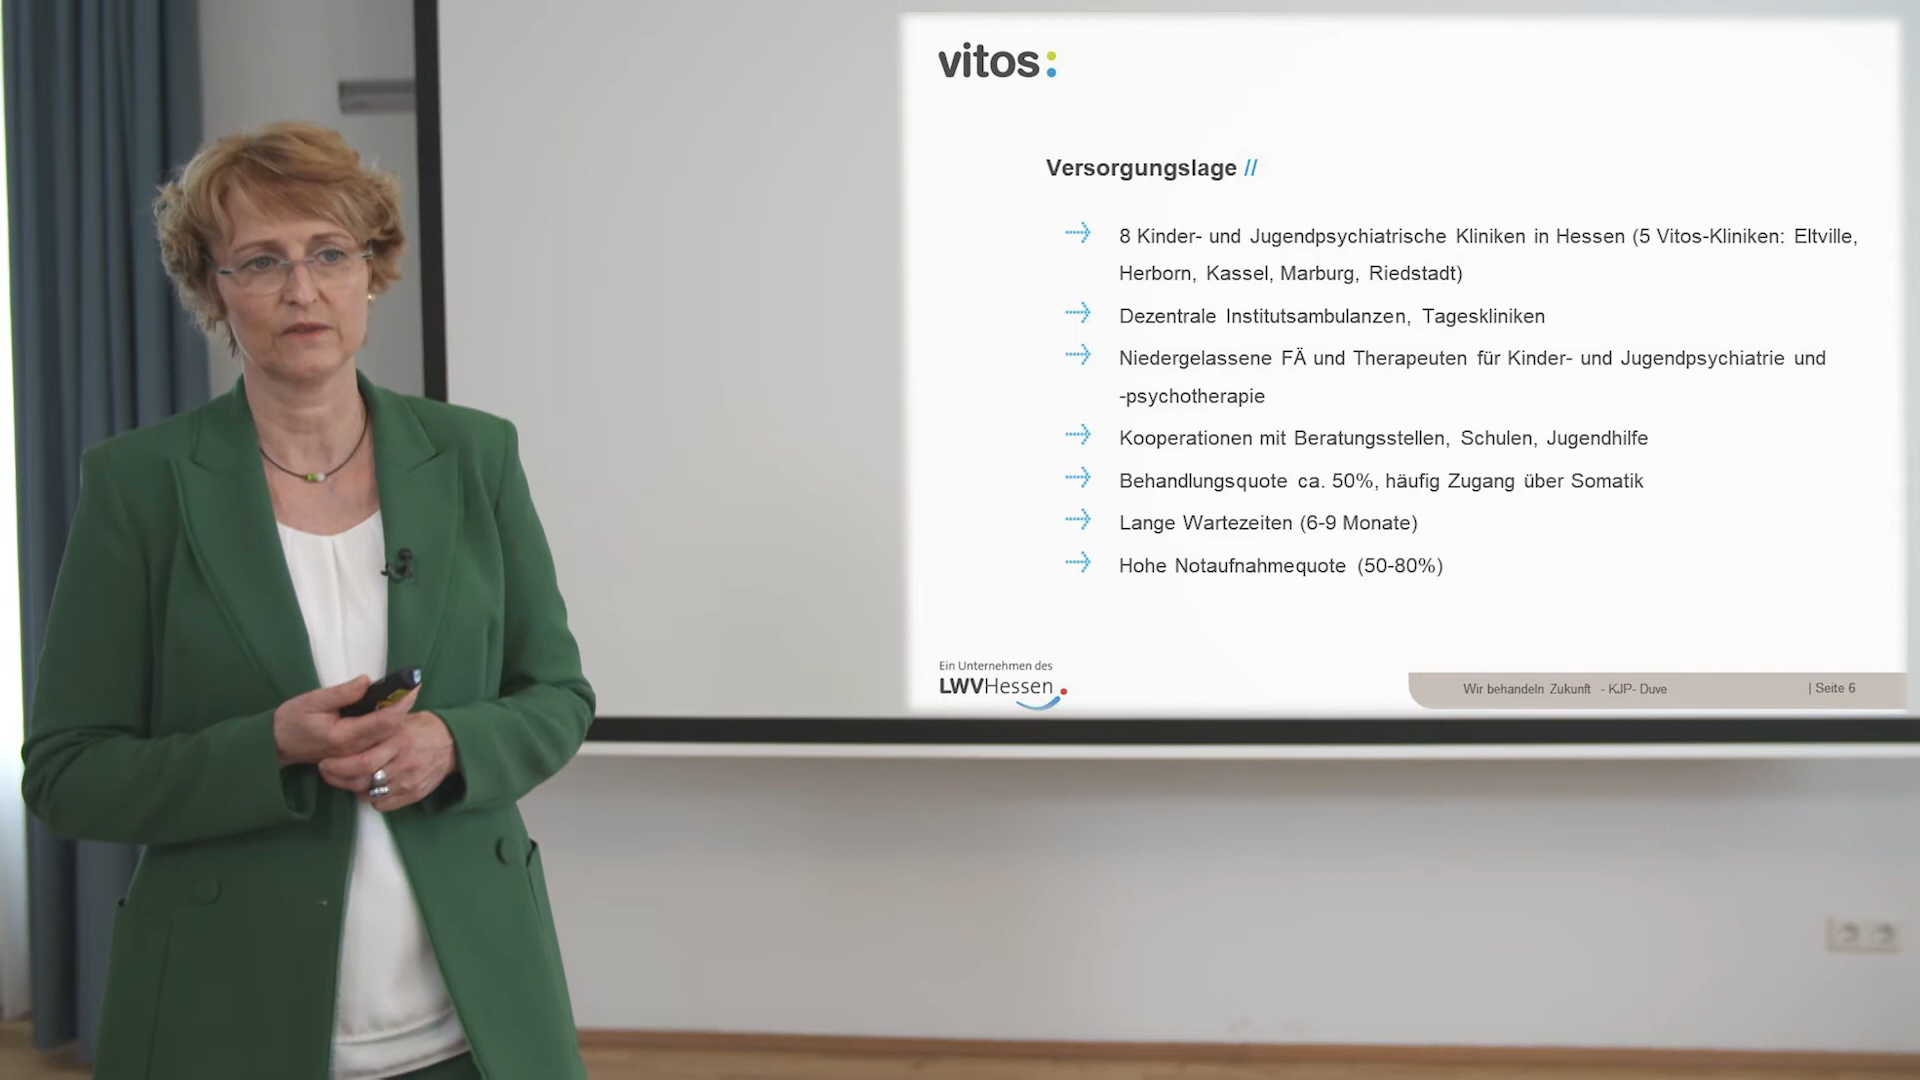 vitos:
Versorgungslage //
8 Kinder- und Jugendpsychiatrische Kliniken in Hessen (5 Vitos-Kliniken: Eltville,
Herborn, Kassel, Marburg, Riedstadt)
Dezentrale Institutsambulanzen, Tageskliniken
Niedergelassene FÄ und Therapeuten für Kinder- und Jugendpsychiatrie und
-psychotherapie
Kooperationen mit Beratungsstellen, Schulen, Jugendhilfe
Behandlungsquote ca. 50%, häufig Zugang über Somatik
Lange Wartezeiten (6-9 Monate)
Hohe Notaufnahmequote (50-80%)
Ein Unternehmen des
LWVHessen
Wir behandeln Zukunft - KJP- Duve | Seite 6